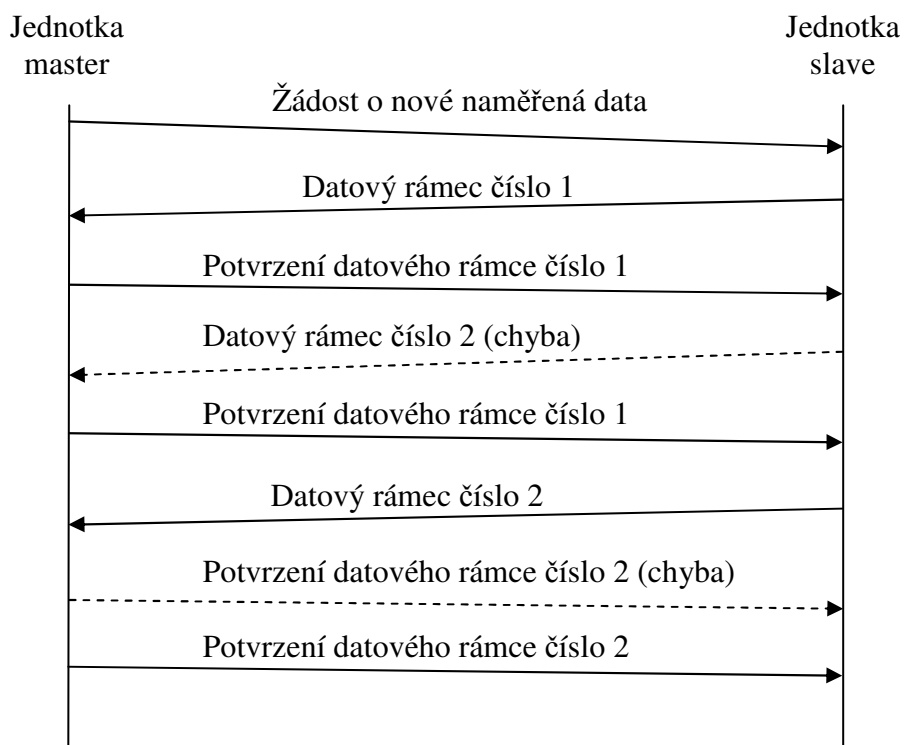 Jednotka
master
Jednotka
slave
Žádost o nové naměřená data
Datový rámec číslo 1
Potvrzení datového rámce číslo 1
Datový rámec číslo 2 (chyba)
Potvrzení datového rámce číslo 1
Datový rámec číslo 2
Potvrzení datového rámce číslo 2 (chyba)
Potvrzení datového rámce číslo 2